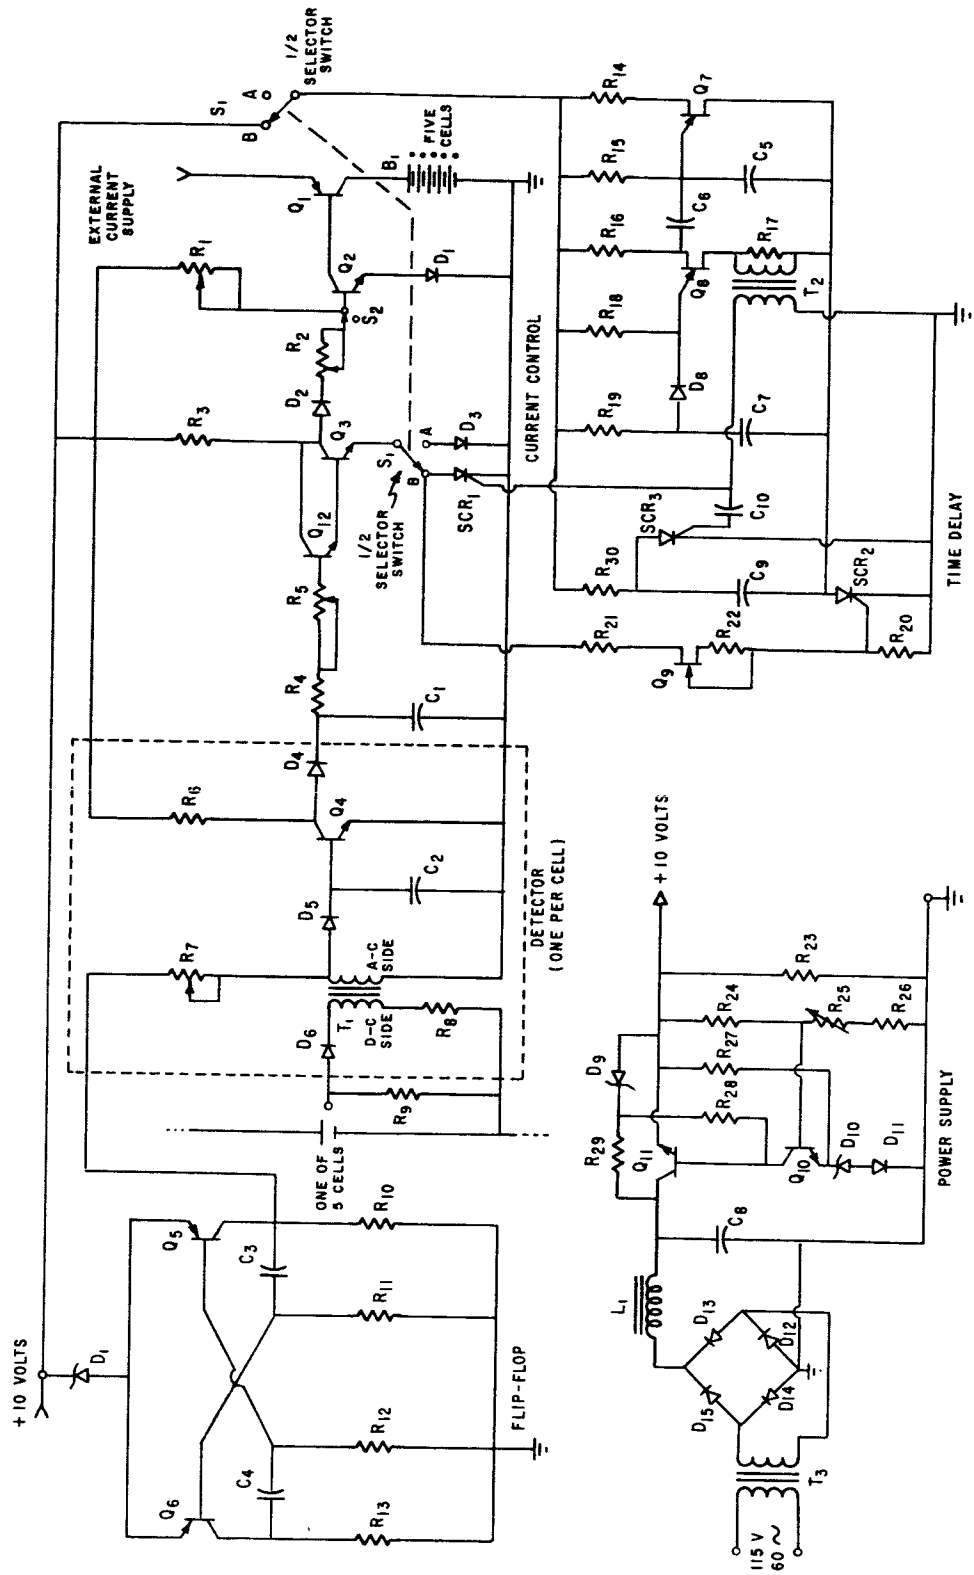 +10 VOLTS
D1
Q6
Q5
C4
C3
R13
R12
R11
R10
FLIP-FLOP
ONE OF
5 CELLS
R9
D6
T1
D-C
SIDE
A-C
SIDE
R8
R7
D5
C2
Q4
R6
D4
DETECTOR
(ONE PER CELL)
C1
R4
R5
Q12
Q3
R3
D2
R2
S2
R1
EXTERNAL
CURRENT
SUPPLY
Q2
Q1
D1
B1
FIVE
CELLS
B
A
S1
1/2
SELECTOR
SWITCH
1/2
SELECTOR
SWITCH
S1
B
A
D3
SCR1
CURRENT CONTROL
115 V
60 ~
T3
D15
D13
D14
D12
L1
C8
R29
D9
Q11
R28
R27
R24
Q10
D10
D11
R25
R26
R23
+10 VOLTS
POWER SUPPLY
Q9
R21
R22
R20
R30
C9
SCR2
SCR3
C10
R19
C7
D8
R18
R16
Q8
T2
R17
C6
R15
C5
R14
Q7
TIME DELAY